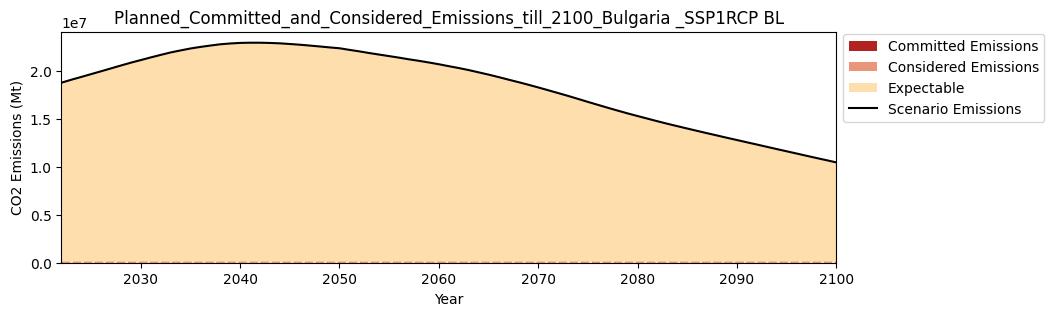 Planned_Committed_and_Considered_Emissions_till_2100_Bulgaria _SSP1RCP BL
1e7
Committed Emissions
Considered Emissions
Expectable
Scenario Emissions
CO2 Emissions (Mt)
2.0
1.5
1.0
0.5
0.0
2030 2040 2050 2060 2070 2080 2090 2100
Year